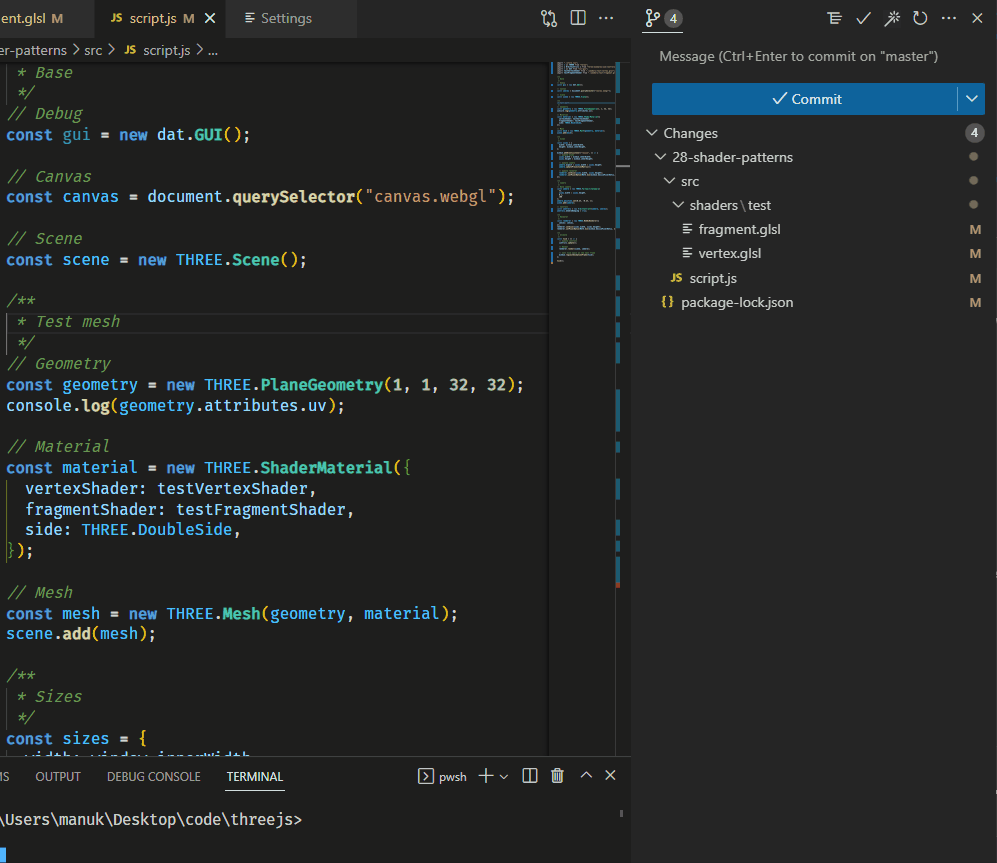 ent.glsl M
JS script.js M
Settings
er-patterns > src > JS script.js > ...
* Base
*/
// Debug
const gui = new dat.GUI();
// Canvas
const canvas = document.querySelector("canvas.webgl");
// Scene
const scene = new THREE.Scene();
/**
* Test mesh
*/
// Geometry
const geometry = new THREE.PlaneGeometry(1, 1, 32, 32);
console.log(geometry.attributes.uv);
// Material
const material = new THREE.ShaderMaterial({
vertexShader: testVertexShader,
fragmentShader: testFragmentShader,
side: THREE.DoubleSide,
});
// Mesh
const mesh = new THREE.Mesh(geometry, material);
scene.add(mesh);
/**
* Sizes
*/
const sizes = {
width: window.innerWidth
MS
OUTPUT
DEBUG CONSOLE
TERMINAL
pwsh
\Users\manuk\Desktop\code\threejs>
4
Message (Ctrl+Enter to commit on "master")
Commit
Changes 4
28-shader-patterns
src
shaders\test
fragment.glsl M
vertex.glsl M
JS script.js M
{} package-lock.json M